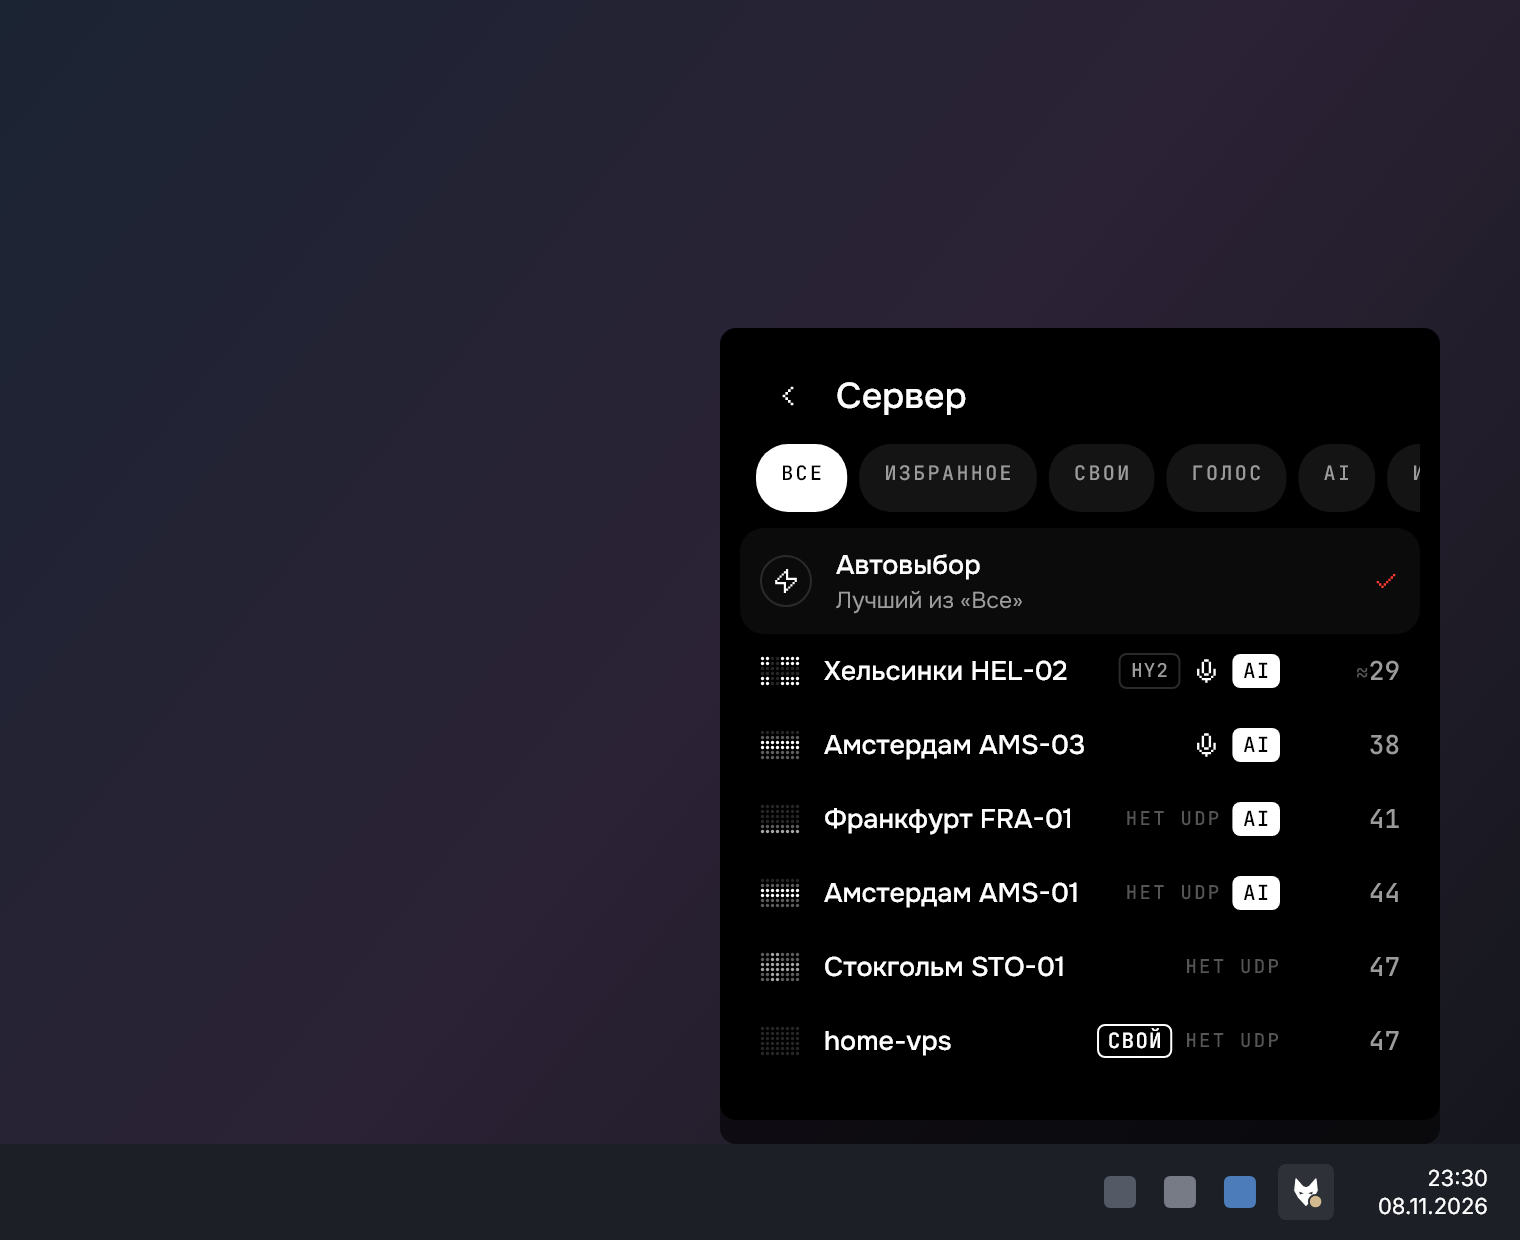 Сервер
ВСЕ ИЗБРАННОЕ СВОИ ГОЛОС AI
Автовыбор
Лучший из «Все»
Хельсинки HEL-02 HY2 AI ≈29
Амстердам AMS-03 AI 38
Франкфурт FRA-01 НЕТ UDP AI 41
Амстердам AMS-01 НЕТ UDP AI 44
Стокгольм STO-01 НЕТ UDP 47
home-vps СВОЙ НЕТ UDP 47
23:30
08.11.2026